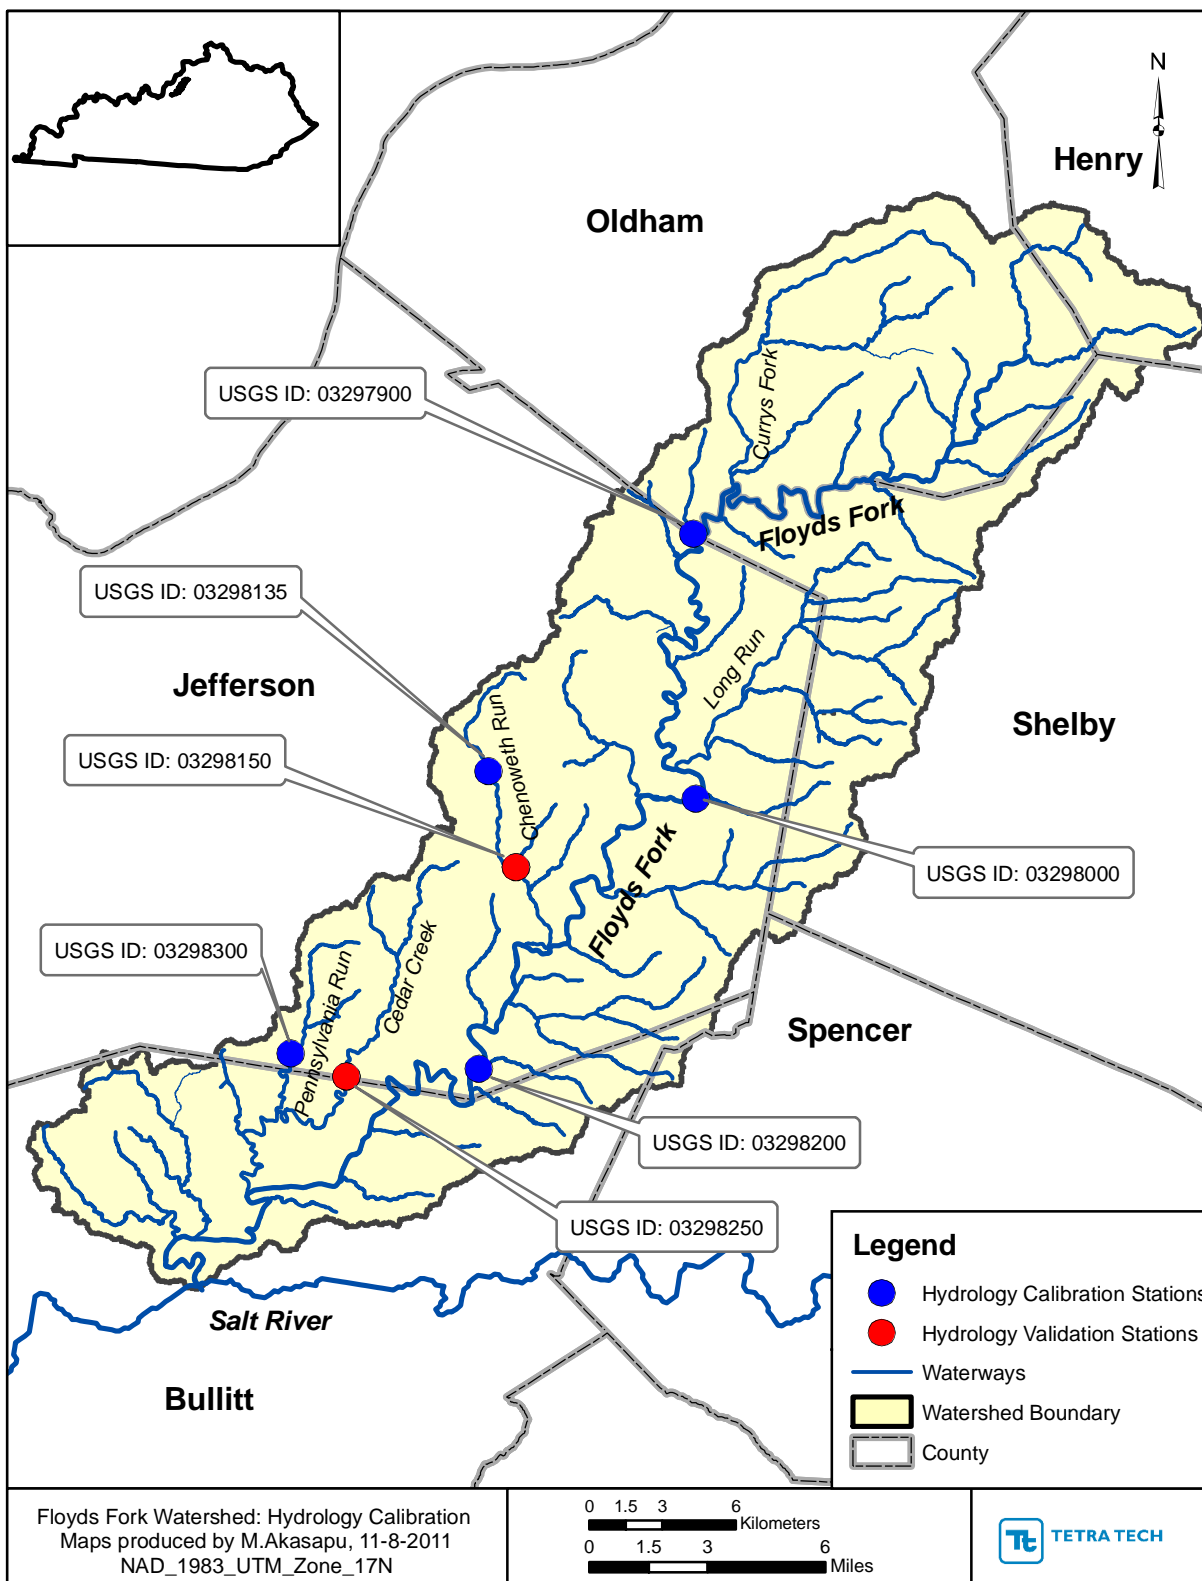 N
Henry
Oldham
USGS ID: 03297900
Currys Fork
Floyds Fork
USGS ID: 03298135
Long Run
Jefferson
Chenoweth Run
Shelby
USGS ID: 03298150
Floyds Fork
USGS ID: 03298000
USGS ID: 03298300
Pennsylvania Run
Cedar Creek
Spencer
USGS ID: 03298200
USGS ID: 03298250
Salt River
Bullitt
Legend
Hydrology Calibration Stations
Hydrology Validation Stations
Waterways
Watershed Boundary
County
Floyds Fork Watershed: Hydrology Calibration
Maps produced by M.Akasapu, 11-8-2011
NAD_1983_UTM_Zone_17N
0 1.5 3 6
Kilometers
0 1.5 3 6
Miles
Tt TETRA TECH